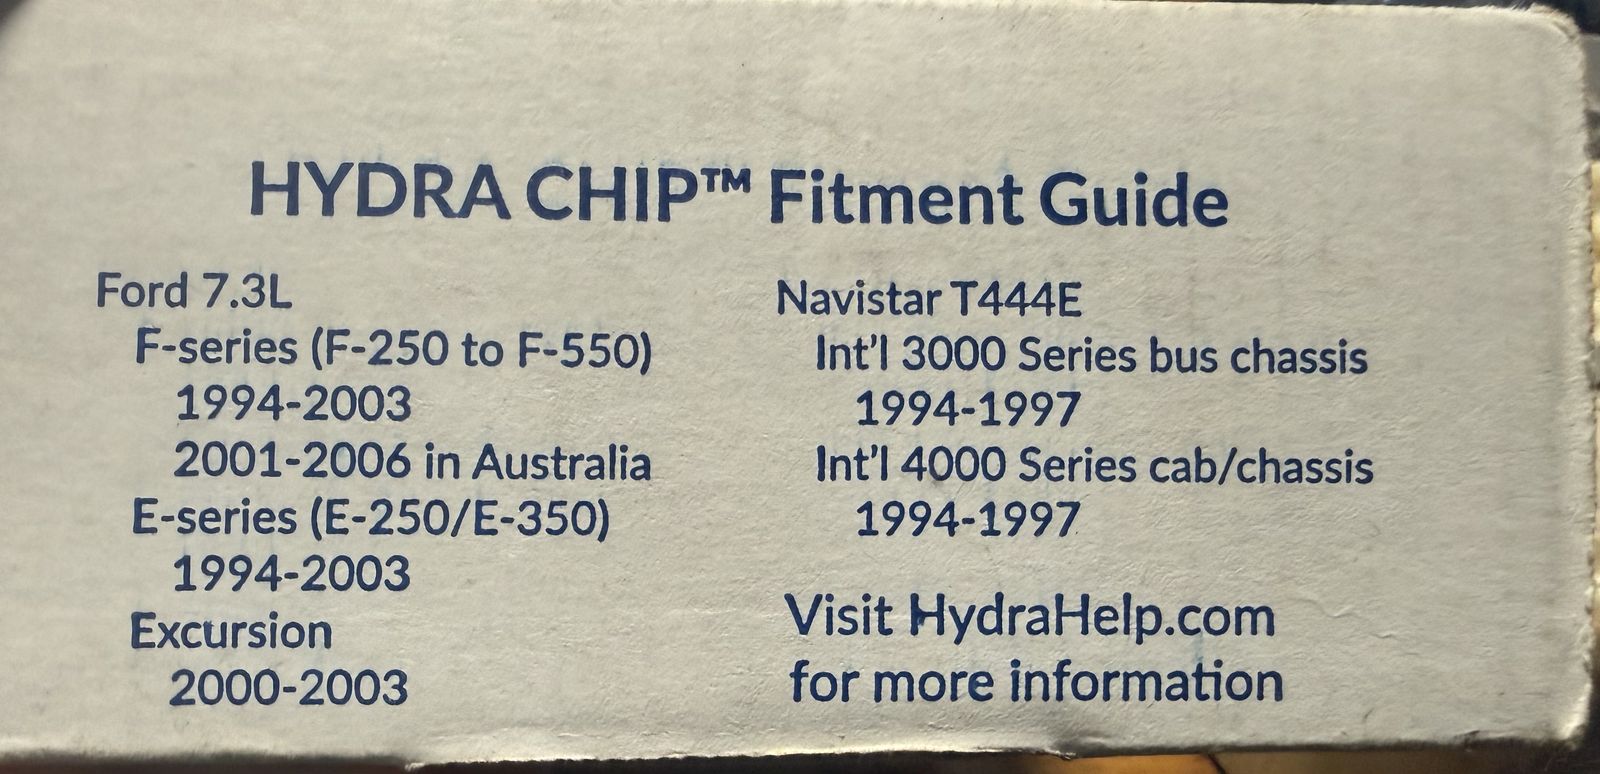 HYDRA CHIP™ Fitment Guide
Ford 7.3L
F-series (F-250 to F-550)
1994-2003
2001-2006 in Australia
E-series (E-250/E-350)
1994-2003
Excursion
2000-2003
Navistar T444E
Int'l 3000 Series bus chassis
1994-1997
Int'l 4000 Series cab/chassis
1994-1997
Visit HydraHelp.com
for more information